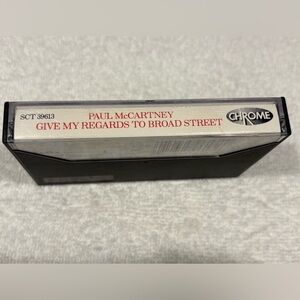 SCT 39613
PAUL McCARTNEY
GIVE MY REGARDS TO BROAD STREET
CHROME